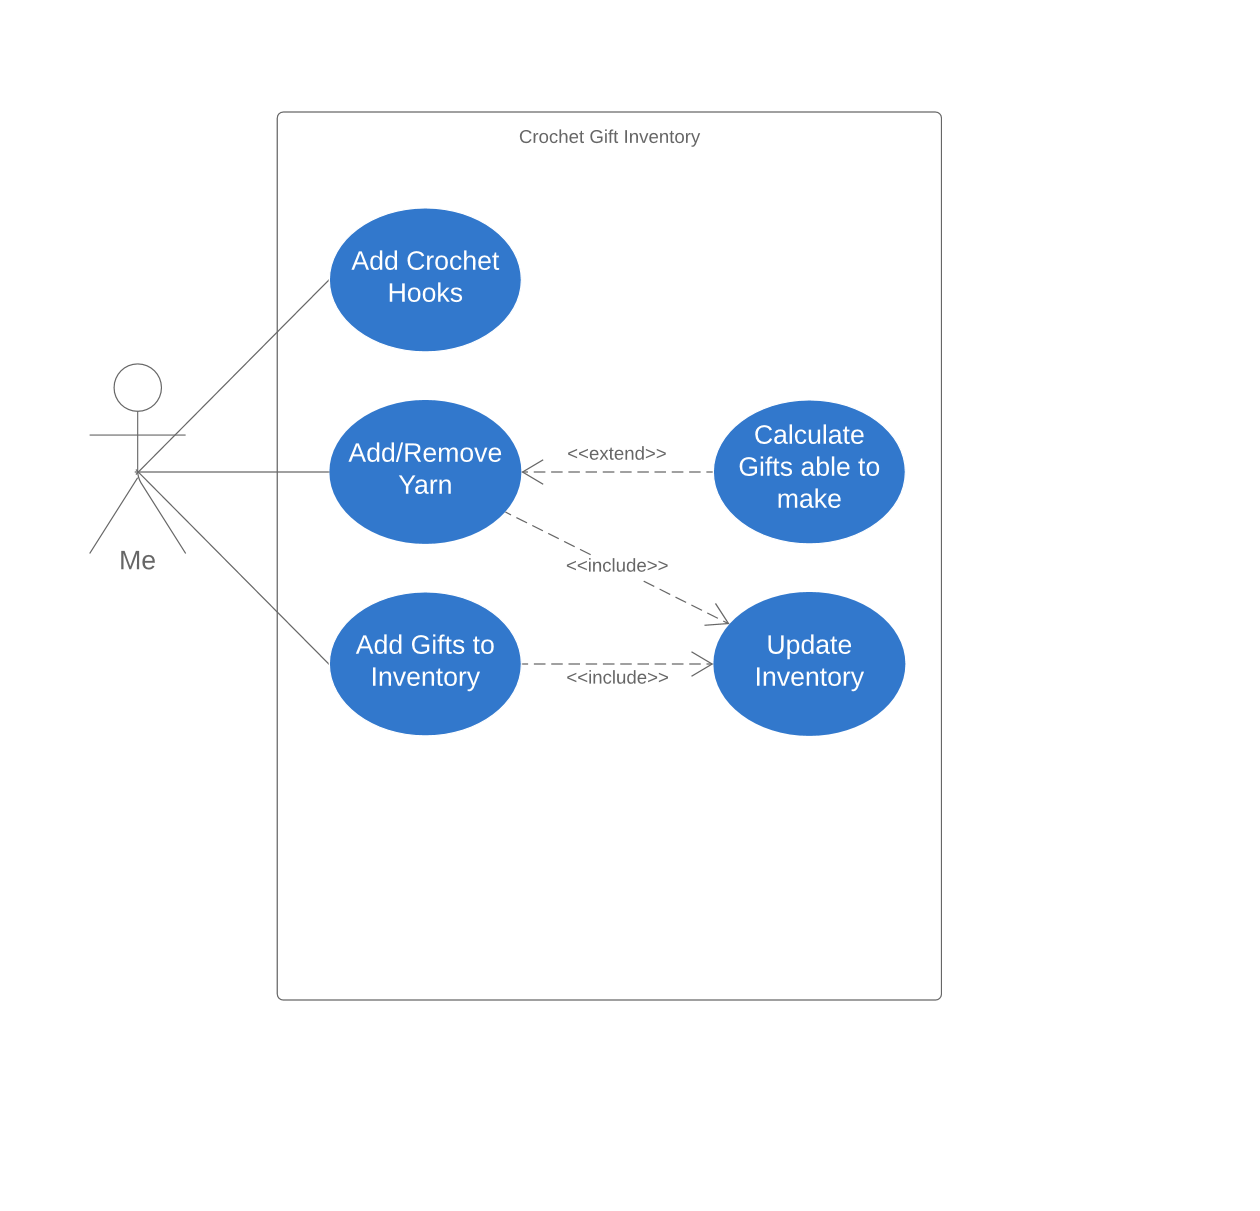 Crochet Gift Inventory
Add Crochet
Hooks
Add/Remove
Yarn
<<extend>>
Calculate
Gifts able to
make
Me
<<include>>
Add Gifts to
Inventory
<<include>>
Update
Inventory